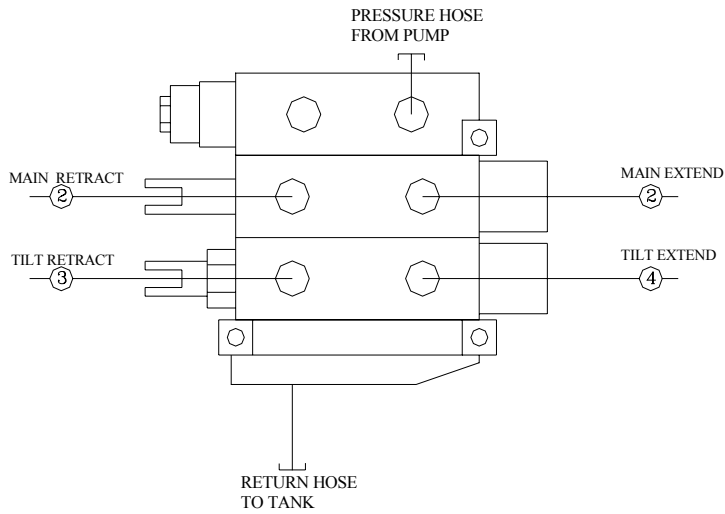 PRESSURE HOSE
FROM PUMP
MAIN RETRACT
2
MAIN EXTEND
2
TILT RETRACT
3
TILT EXTEND
4
RETURN HOSE
TO TANK